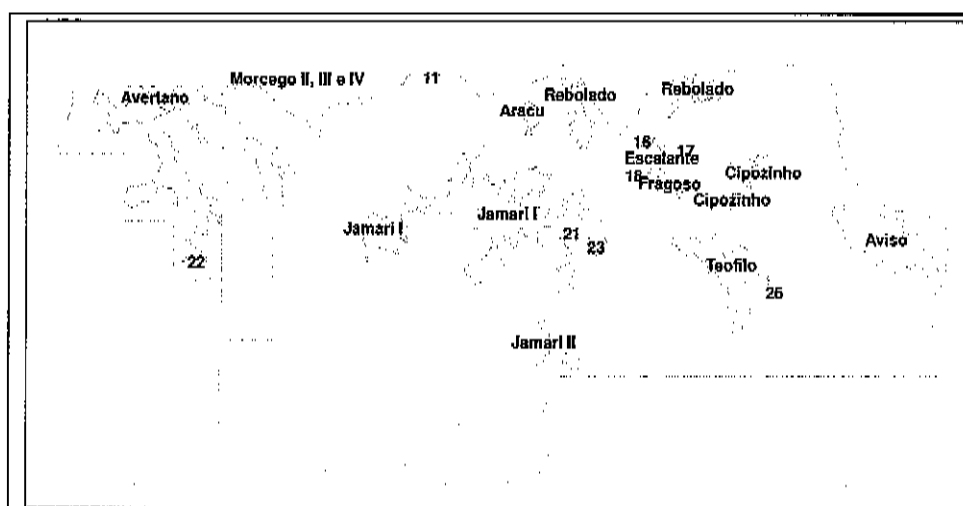 Morcego II, III e IV
11
Avertano
Rebolado
Rebolado
Aracu
16
17
Escalante
18
Fragoso
Cipozinho
Cipozinho
Jamari I
Jamari I
21
23
Aviso
22
Teofilo
25
Jamari II